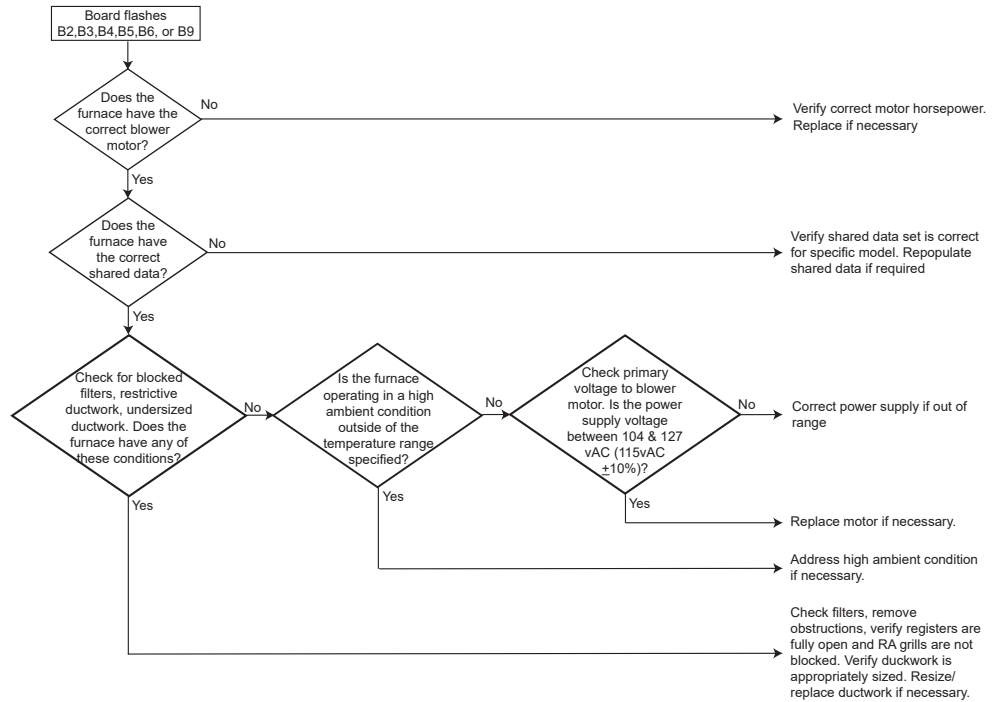 Board flashes
B2,B3,B4,B5,B6, or B9
Does the
furnace have the
correct blower
motor?
No
Verify correct motor horsepower.
Replace if necessary
Yes
Does the
furnace have
the correct
shared data?
No
Verify shared data set is correct
for specific model. Repopulate
shared data if required
Yes
Check for blocked
filters, restrictive
ductwork, undersized
ductwork. Does the
furnace have any of
these conditions?
No
Is the furnace
operating in a high
ambient condition
outside of the
temperature range
specified?
No
Check primary
voltage to blower
motor. Is the power
supply voltage
between 104 & 127
vAC (115vAC
±10%)?
No
Correct power supply if out of
range
Yes
Replace motor if necessary.
Yes
Address high ambient condition
if necessary.
Yes
Check filters, remove
obstructions, verify registers are
fully open and RA grills are not
blocked. Verify duckwork is
appropriately sized. Resize/
replace ductwork if necessary.